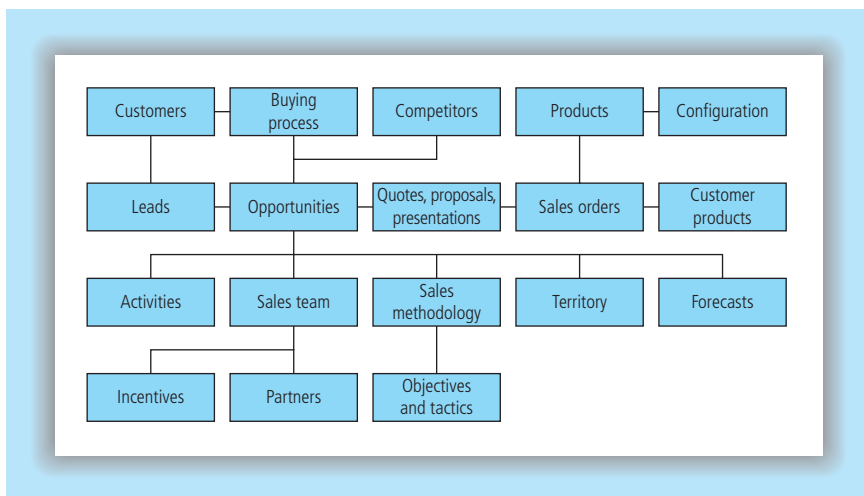 Customers
Buying
process
Competitors
Products
Configuration
Leads
Opportunities
Quotes, proposals,
presentations
Sales orders
Customer
products
Activities
Sales team
Sales
methodology
Territory
Forecasts
Incentives
Partners
Objectives
and tactics